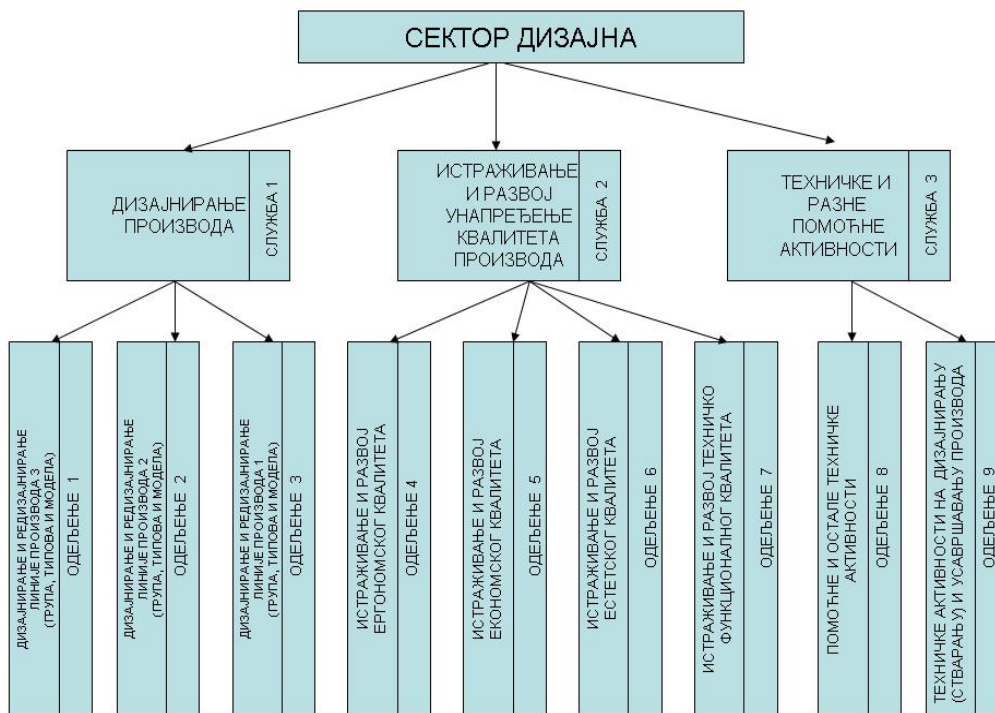 СЕКТОР ДИЗАЈНА
ДИЗАЈНИРАЊЕ
ПРОИЗВОДА
СЛУЖБА 1
ИСТРАЖИВАЊЕ
И РАЗВОЈ
УНАПРЕЂЕЊЕ
КВАЛИТЕТА
ПРОИЗВОДА
СЛУЖБА 2
ТЕХНИЧКЕ И
РАЗНЕ
ПОМОЋНЕ
АКТИВНОСТИ
СЛУЖБА 3
ДИЗАЈНИРАЊЕ И РЕДИЗАЈНИРАЊЕ
ЛИНИЈЕ ПРОИЗВОДА 3
(ГРУПА, ТИПОВА И МОДЕЛА)
ОДЕЉЕЊЕ 1
ДИЗАЈНИРАЊЕ И РЕДИЗАЈНИРАЊЕ
ЛИНИЈЕ ПРОИЗВОДА 2
(ГРУПА, ТИПОВА И МОДЕЛА)
ОДЕЉЕЊЕ 2
ДИЗАЈНИРАЊЕ И РЕДИЗАЈНИРАЊЕ
ЛИНИЈЕ ПРОИЗВОДА 1
(ГРУПА, ТИПОВА И МОДЕЛА)
ОДЕЉЕЊЕ 3
ИСТРАЖИВАЊЕ И РАЗВОЈ
ЕРГОНОМСКОГ КВАЛИТЕТА
ОДЕЉЕЊЕ 4
ИСТРАЖИВАЊЕ И РАЗВОЈ
ЕКОНОМСКОГ КВАЛИТЕТА
ОДЕЉЕЊЕ 5
ИСТРАЖИВАЊЕ И РАЗВОЈ
ЕСТЕТСКОГ КВАЛИТЕТА
ОДЕЉЕЊЕ 6
ИСТРАЖИВАЊЕ И РАЗВОЈ ТЕХНИЧКО
ФУНКЦИОНАЛНОГ КВАЛИТЕТА
ОДЕЉЕЊЕ 7
ПОМОЋНЕ И ОСТАЛЕ ТЕХНИЧКЕ
АКТИВНОСТИ
ОДЕЉЕЊЕ 8
ТЕХНИЧКЕ АКТИВНОСТИ НА ДИЗАЈНИРАЊУ
(СТВАРАЊУ) И УСАВРШАВАЊУ ПРОИЗВОДА
ОДЕЉЕЊЕ 9